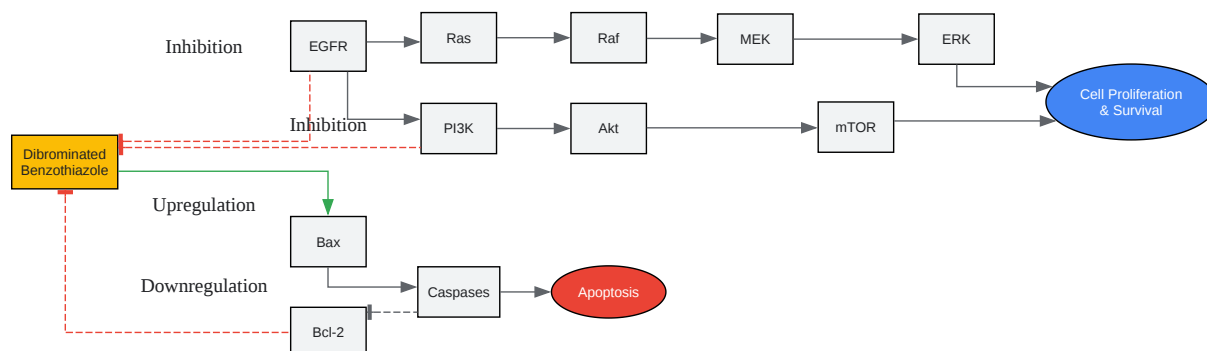 Inhibition
EGFR
Ras
Raf
MEK
ERK
Cell Proliferation
& Survival
Inhibition
PI3K
Akt
mTOR
Dibrominated
Benzothiazole
Upregulation
Bax
Downregulation
Caspases
Apoptosis
Bcl-2